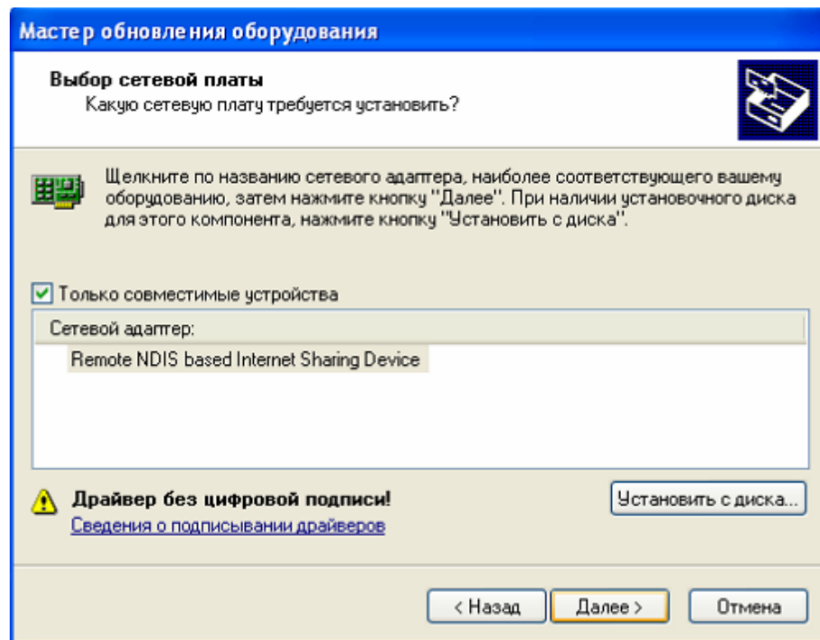 Мастер обновления оборудования
Выбор сетевой платы
Какую сетевую плату требуется установить?
Щелкните по названию сетевого адаптера, наиболее соответствующего вашему
оборудованию, затем нажмите кнопку "Далее". При наличии установочного диска
для этого компонента, нажмите кнопку "Установить с диска".
Только совместимые устройства
Сетевой адаптер:
Remote NDIS based Internet Sharing Device
Драйвер без цифровой подписи!
Установить с диска...
Сведения о подписывании драйверов
< Назад
Далее >
Отмена